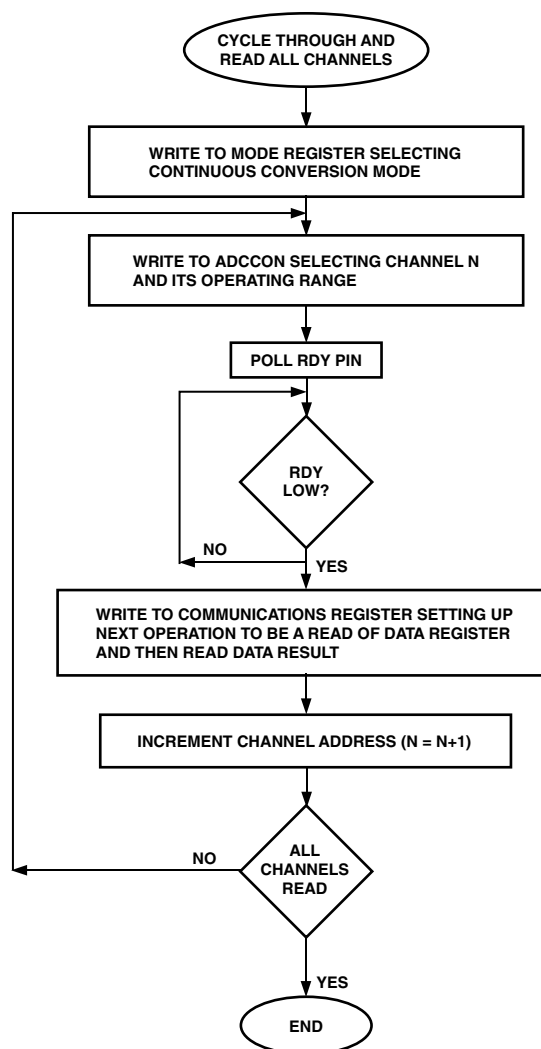 CYCLE THROUGH AND
READ ALL CHANNELS
WRITE TO MODE REGISTER SELECTING
CONTINUOUS CONVERSION MODE
WRITE TO ADCCON SELECTING CHANNEL N
AND ITS OPERATING RANGE
POLL RDY PIN
RDY
LOW?
NO
YES
WRITE TO COMMUNICATIONS REGISTER SETTING UP
NEXT OPERATION TO BE A READ OF DATA REGISTER
AND THEN READ DATA RESULT
INCREMENT CHANNEL ADDRESS (N = N+1)
NO
ALL
CHANNELS
READ
YES
END